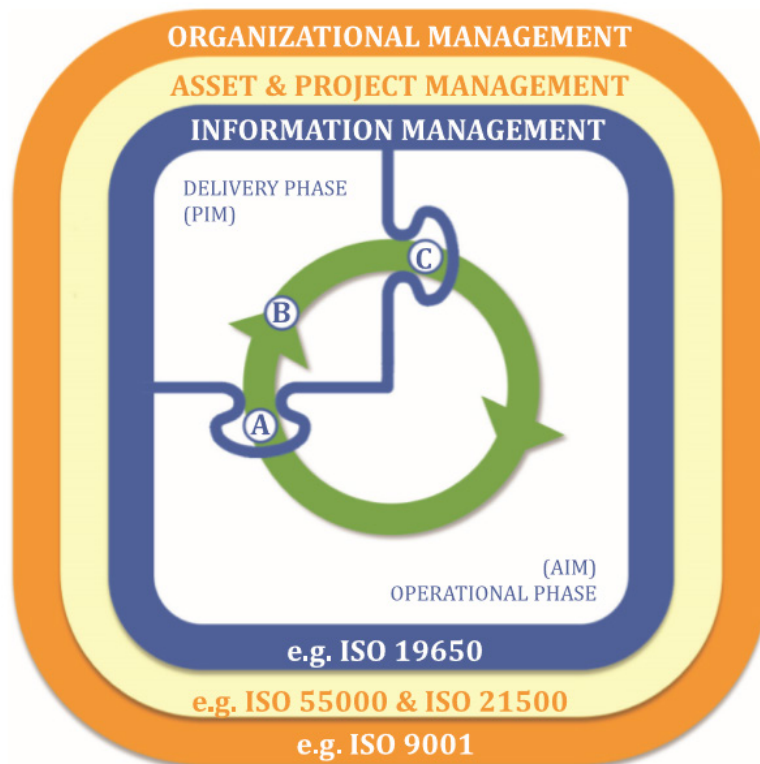 ORGANIZATIONAL MANAGEMENT
ASSET & PROJECT MANAGEMENT
INFORMATION MANAGEMENT
DELIVERY PHASE
(PIM)
C
B
A
(AIM)
OPERATIONAL PHASE
e.g. ISO 19650
e.g. ISO 55000 & ISO 21500
e.g. ISO 9001